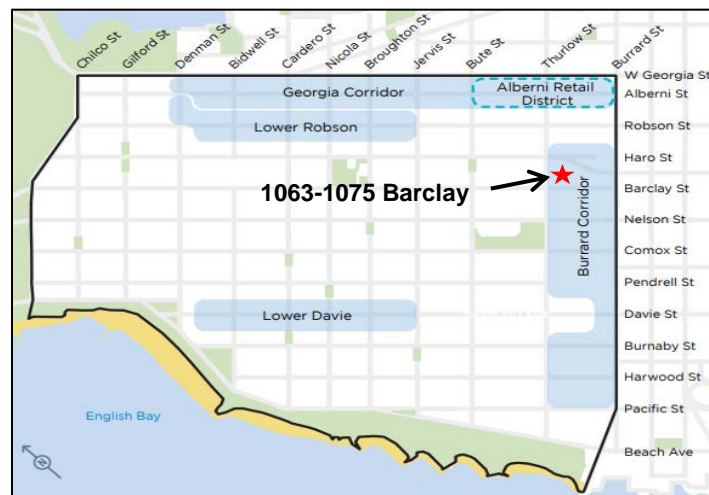 Chilco St
Gilford St
Denman St
Bidwell St
Cardero St
Nicola St
Broughton St
Jervis St
Bute St
Thurlow St
Burrard St
W Georgia St
Georgia Corridor
Alberni Retail
District
Alberni St
Lower Robson
Robson St
Haro St
1063-1075 Barclay
Barclay St
Nelson St
Burrard Corridor
Comox St
Pendrell St
Lower Davie
Davie St
Burnaby St
Harwood St
English Bay
Pacific St
Beach Ave
N